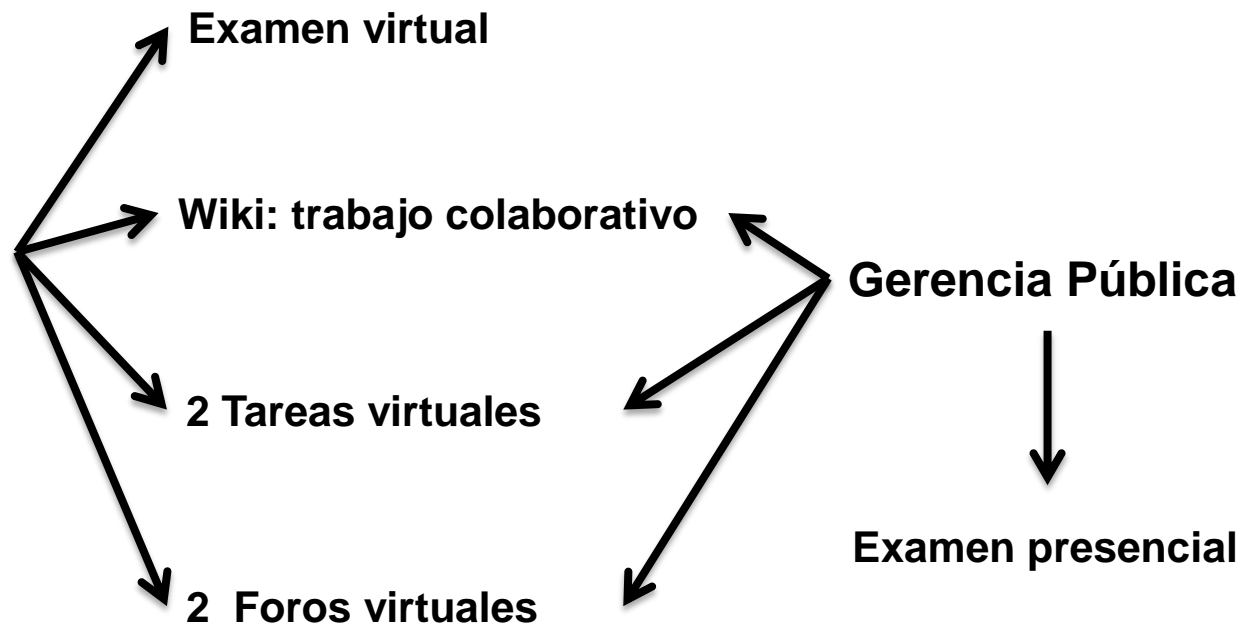 Examen virtual
Wiki: trabajo colaborativo
Gerencia Pública
2 Tareas virtuales
Examen presencial
2 Foros virtuales